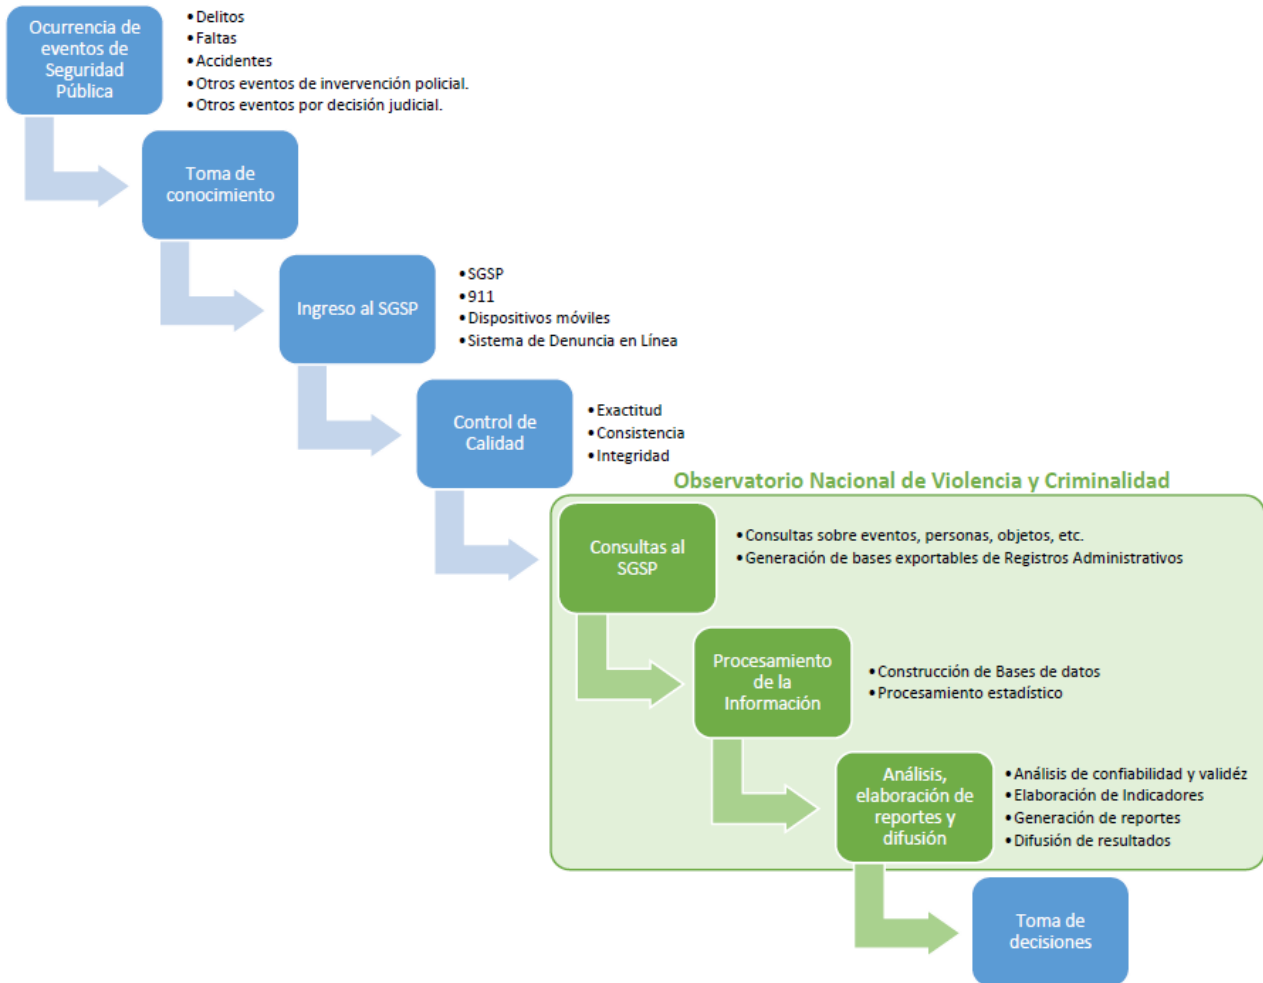 Ocurrencia de
eventos de
Seguridad
Pública
•Delitos
•Faltas
•Accidentes
•Otros eventos de invervención policial.
•Otros eventos por decisión judicial.
Toma de
conocimiento
Ingreso al SGSP
•SGSP
•911
•Dispositivos móviles
•Sistema de Denuncia en Línea
Control de
Calidad
•Exactitud
•Consistencia
•Integridad
Observatorio Nacional de Violencia y Criminalidad
Consultas al
SGSP
•Consultas sobre eventos, personas, objetos, etc.
•Generación de bases exportables de Registros Administrativos
Procesamiento
de la
Información
•Construcción de Bases de datos
•Procesamiento estadístico
Análisis,
elaboración de
reportes y
difusión
•Análisis de confiabilidad y validéz
•Elaboración de Indicadores
•Generación de reportes
•Difusión de resultados
Toma de
decisiones